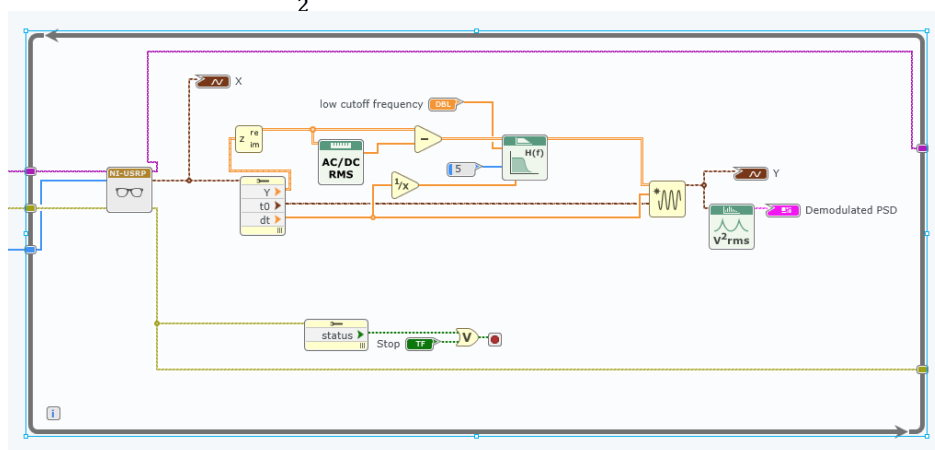 2
X
low cutoff frequency DBL
z re
im
H(f)
AC/DC
RMS
5
NI-USRP
1/x
Y
Y
t0
dt
Demodulated PSD
V²rms
status
Stop TF
V
i